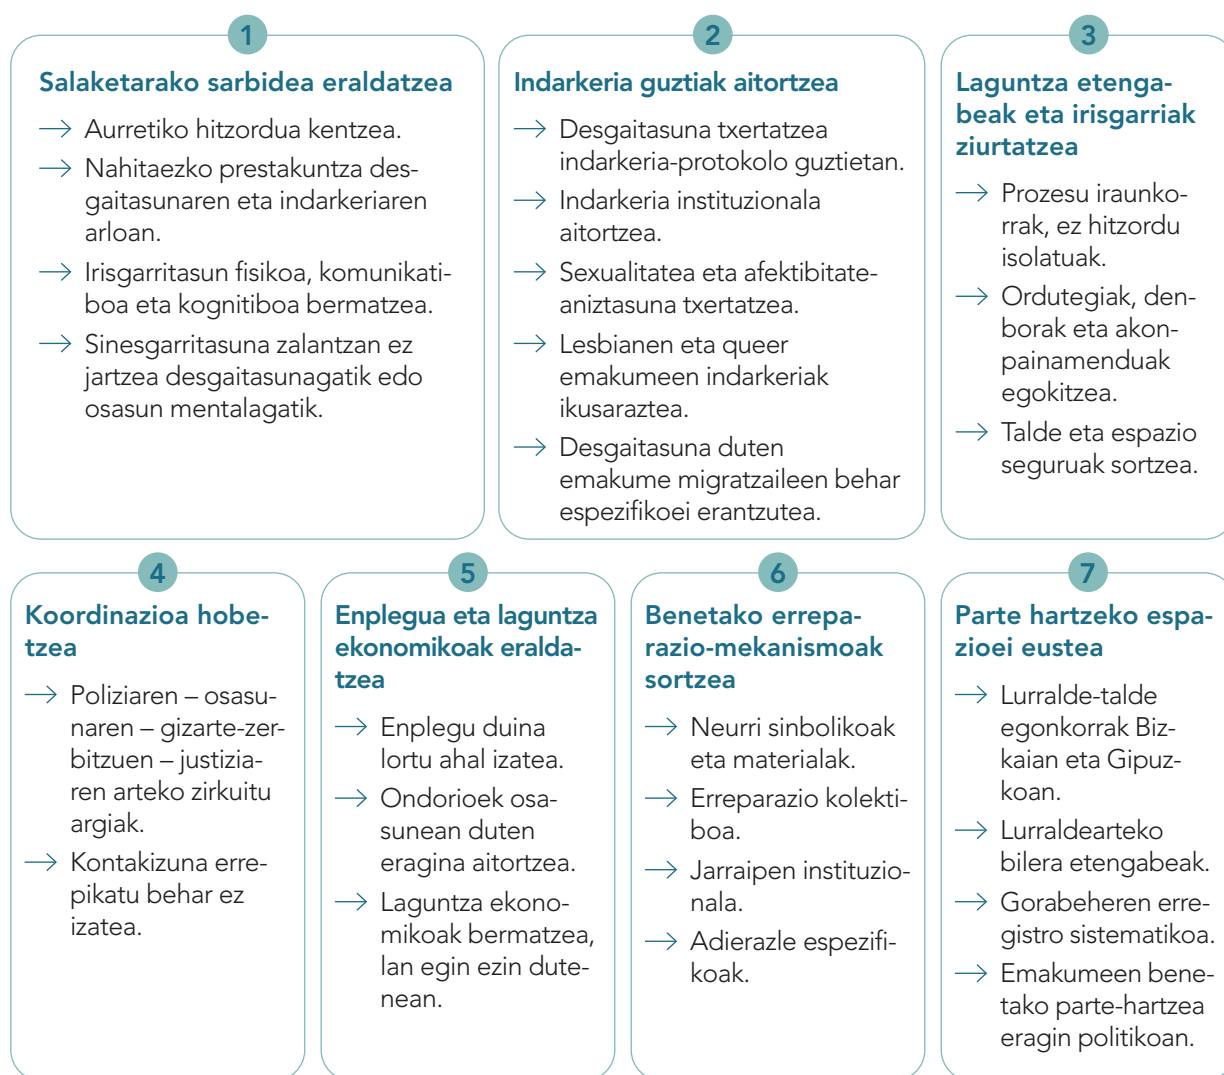 1
Salaketarako sarbidea eraldatzea
→ Aurretiko hitzordua kentzea.
→ Nahitaezko prestakuntza des-
gaitasunaren eta indarkeriaren
arloan.
→ Irisgarritasun fisikoa, komunikati-
boa eta kognitiboa bermatzea.
→ Sinesgarritasuna zalantzan ez
jartzea desgaitasunagatik edo
osasun mentalagatik.
2
Indarkeria guztiak aitortzea
→ Desgaitasuna txertatzea
indarkeria-protokolo guztietan.
→ Indarkeria instituzionala
aitortzea.
→ Sexualitatea eta afektibitate-
aniztasuna txertatzea.
→ Lesbianen eta queer
emakumeen indarkeriak
ikusaraztea.
→ Desgaitasuna duten
emakume migratzaileen behar
espezifikoei erantzutea.
3
Laguntza etenga-
beak eta irisgarriak
ziurtatzea
→ Prozesu iraunko-
rrak, ez hitzordu
isolatuak.
→ Ordutegiak, den-
borak eta akon-
painamenduak
egokitzea.
→ Talde eta espazio
seguruak sortzea.
4
Koordinazioa hobe-
tzea
→ Poliziaren – osasu-
naren – gizarte-zer-
bitzuen – justizia-
ren arteko zirkuitu
argiak.
→ Kontakizuna erre-
pikatu behar ez
izatea.
5
Enplegua eta laguntza
ekonomikoak eralda-
tzea
→ Enplegu duina
lortu ahal izatea.
→ Ondorioek osa-
sunean duten
eragina aitortzea.
→ Laguntza ekono-
mikoak bermatzea,
lan egin ezin dute-
nean.
6
Benetako errepa-
razio-mekanismoak
sortzea
→ Neurri sinbolikoak
eta materialak.
→ Erreparazio kolekti-
boa.
→ Jarraipen instituzio-
nala.
→ Adierazle espezifi-
koak.
7
Parte hartzeko espa-
zioei eustea
→ Lurralde-talde
egonkorrak Biz-
kaian eta Gipuz-
koan.
→ Lurraldearteko
bilera etengabeak.
→ Gorabeheren erre-
gistro sistematikoa.
→ Emakumeen bene-
tako parte-hartzea
eragin politikoan.